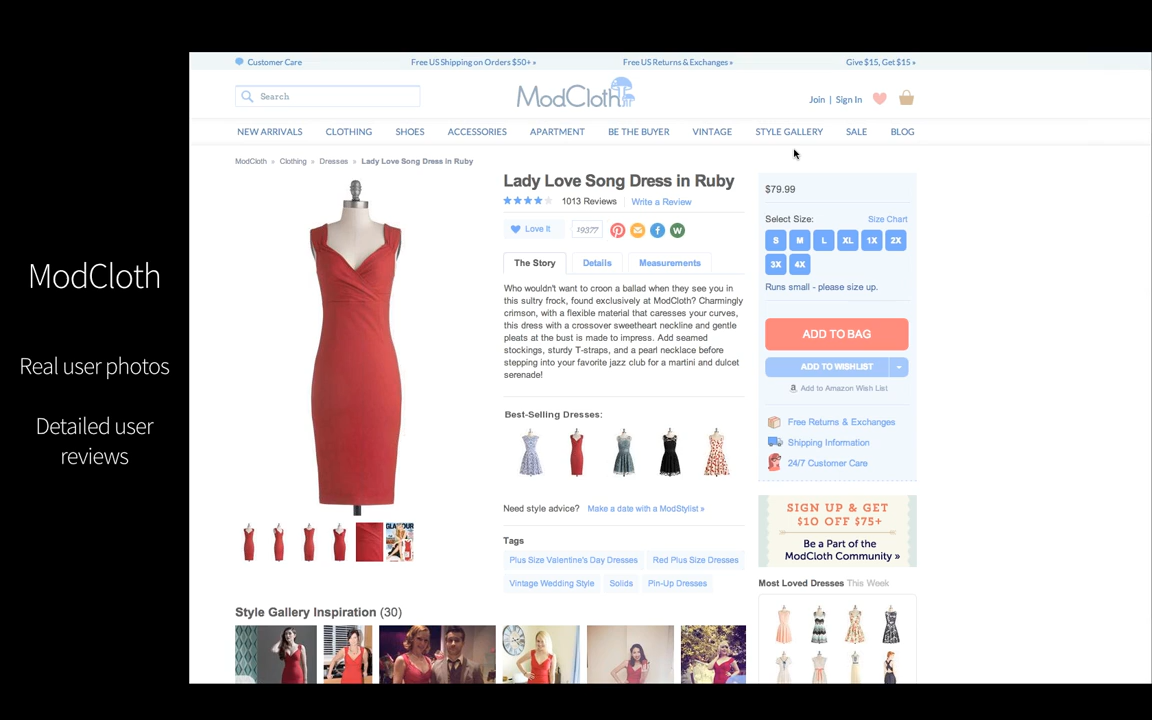 ModCloth
Real user photos
Detailed user
reviews
Customer Care
Free US Shipping on Orders $50+ »
Free US Returns & Exchanges »
Give $15, Get $15 »
Search
ModCloth
Join | Sign In
NEW ARRIVALS
CLOTHING
SHOES
ACCESSORIES
APARTMENT
BE THE BUYER
VINTAGE
STYLE GALLERY
SALE
BLOG
ModCloth » Clothing » Dresses » Lady Love Song Dress in Ruby
Lady Love Song Dress in Ruby
1013 Reviews
Write a Review
Love It
19377
The Story
Details
Measurements
Who wouldn't want to croon a ballad when they see you in
this sultry frock, found exclusively at ModCloth? Charmingly
crimson, with a flexible material that caresses your curves,
this dress with a crossover sweetheart neckline and gentle
pleats at the bust is made to impress. Add seamed
stockings, sturdy T-straps, and a pearl necklace before
stepping into your favorite jazz club for a martini and dulcet
serenade!
Best-Selling Dresses:
Need style advice? Make a date with a ModStylist »
Tags
Plus Size Valentine's Day Dresses
Red Plus Size Dresses
Vintage Wedding Style
Solids
Pin-Up Dresses
GLAMOUR
Style Gallery Inspiration (30)
$79.99
Select Size:
Size Chart
S
M
L
XL
1X
2X
3X
4X
Runs small - please size up.
ADD TO BAG
ADD TO WISHLIST
a Add to Amazon Wish List
Free Returns & Exchanges
Shipping Information
24/7 Customer Care
SIGN UP & GET
$10 OFF $75+
Be a Part of the
ModCloth Community »
Most Loved Dresses This Week